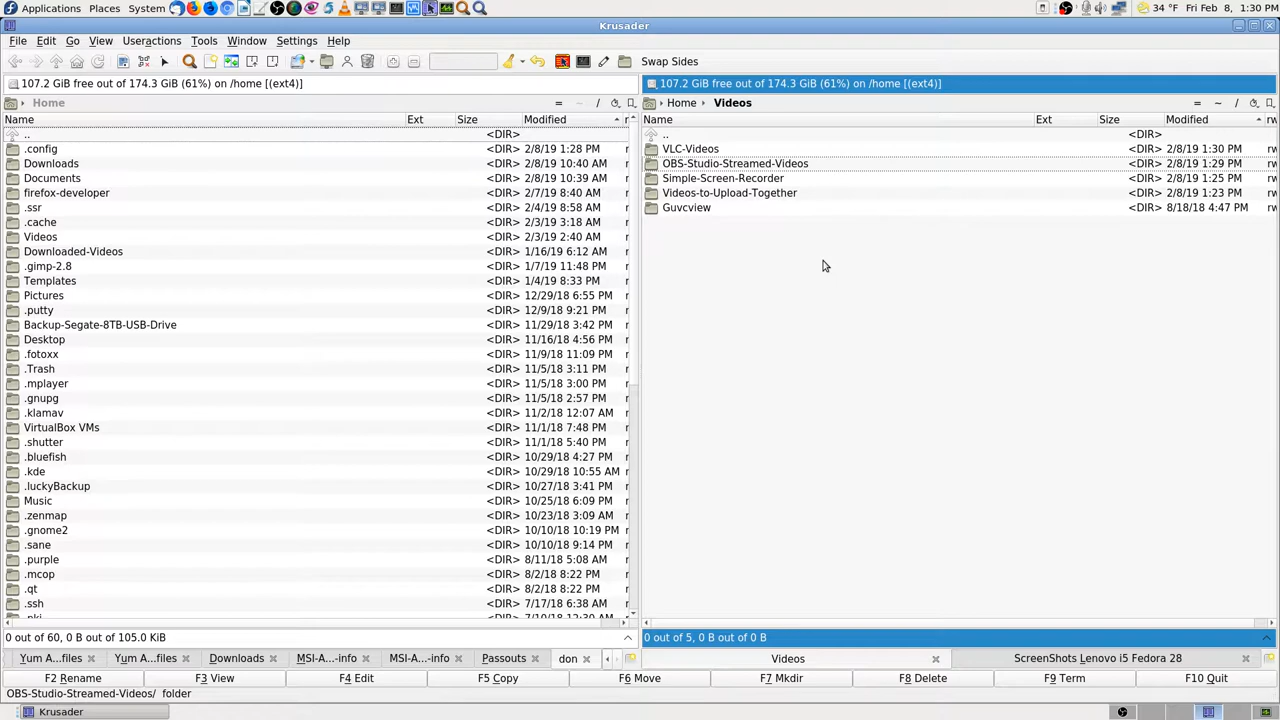 Applications Places System 34 °F Fri Feb 8, 1:30 PM
Krusader
File Edit Go View Useractions Tools Window Settings Help
Swap Sides
107.2 GiB free out of 174.3 GiB (61%) on /home [(ext4)]
Home = ~ /
Name Ext Size Modified r
.. <DIR>
.config <DIR> 2/8/19 1:28 PM
Downloads <DIR> 2/8/19 10:40 AM
Documents <DIR> 2/8/19 10:39 AM
firefox-developer <DIR> 2/7/19 8:40 AM
.ssr <DIR> 2/4/19 8:58 AM
.cache <DIR> 2/3/19 3:18 AM
Videos <DIR> 2/3/19 2:40 AM
Downloaded-Videos <DIR> 1/16/19 6:12 AM
.gimp-2.8 <DIR> 1/7/19 11:48 PM
Templates <DIR> 1/4/19 8:33 PM
Pictures <DIR> 12/29/18 6:55 PM
.putty <DIR> 12/9/18 9:21 PM
Backup-Segate-8TB-USB-Drive <DIR> 11/29/18 3:42 PM
Desktop <DIR> 11/16/18 4:56 PM
.fotoxx <DIR> 11/9/18 11:09 PM
.Trash <DIR> 11/5/18 3:11 PM
.mplayer <DIR> 11/5/18 3:00 PM
.gnupg <DIR> 11/5/18 2:57 PM
.klamav <DIR> 11/2/18 12:07 AM
VirtualBox VMs <DIR> 11/1/18 7:48 PM
.shutter <DIR> 11/1/18 5:40 PM
.bluefish <DIR> 10/29/18 4:27 PM
.kde <DIR> 10/29/18 10:55 AM
.luckyBackup <DIR> 10/27/18 3:41 PM
Music <DIR> 10/25/18 6:09 PM
.zenmap <DIR> 10/23/18 3:09 AM
.gnome2 <DIR> 10/10/18 10:19 PM
.sane <DIR> 10/10/18 9:14 PM
.purple <DIR> 8/11/18 5:08 AM
.mcop <DIR> 8/2/18 8:22 PM
.qt <DIR> 8/2/18 8:22 PM
.ssh <DIR> 7/17/18 6:38 AM
0 out of 60, 0 B out of 105.0 KiB
Yum A...files Yum A...files Downloads MSI-A...-info MSI-A...-info Passouts don
107.2 GiB free out of 174.3 GiB (61%) on /home [(ext4)]
Home Videos = ~ /
Name Ext Size Modified rw
.. <DIR>
VLC-Videos <DIR> 2/8/19 1:30 PM rw
OBS-Studio-Streamed-Videos <DIR> 2/8/19 1:29 PM rw
Simple-Screen-Recorder <DIR> 2/8/19 1:25 PM rw
Videos-to-Upload-Together <DIR> 2/8/19 1:23 PM rw
Guvcview <DIR> 8/18/18 4:47 PM rw
0 out of 5, 0 B out of 0 B
Videos ScreenShots Lenovo i5 Fedora 28
F2 Rename F3 View F4 Edit F5 Copy F6 Move F7 Mkdir F8 Delete F9 Term F10 Quit
OBS-Studio-Streamed-Videos/ folder
Krusader